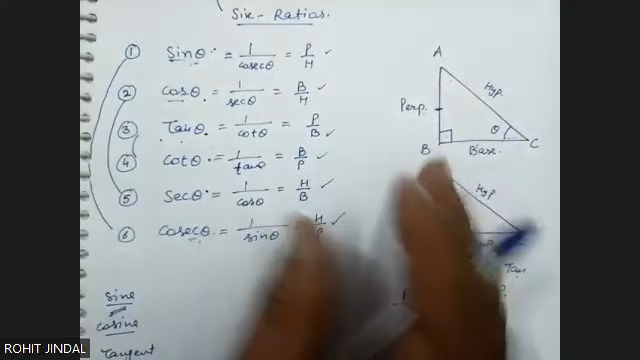 Six-Ratios.
① Sinθ = 1/cosecθ = P/H ✓
② cosθ = 1/secθ = B/H ✓
③ Tanθ = 1/cotθ = P/B ✓
④ cotθ = 1/tanθ = B/P ✓
⑤ Secθ = 1/cosθ = H/B ✓
⑥ cosecθ = 1/sinθ H ✓
sine
cosine
Tangent
A
Hyp.
Perp.
θ
B
Base.
C
Hyp
Tan
ROHIT JINDAL